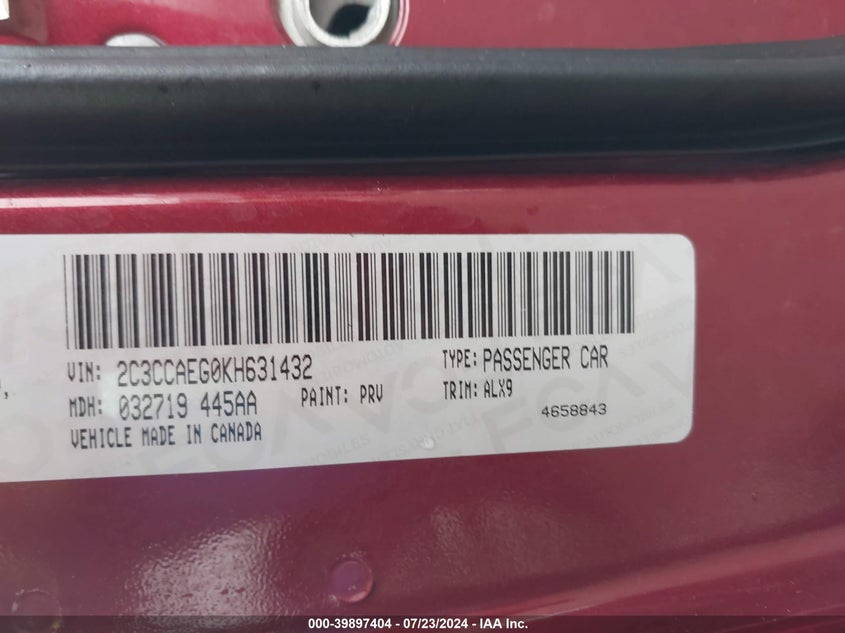 VIN: 2C3CCAEG0KH631432 TYPE: PASSENGER CAR
MDH: 032719 445AA PAINT: PRV TRIM: ALX9
VEHICLE MADE IN CANADA 4658843
000-39897404 - 07/23/2024 - IAA Inc.